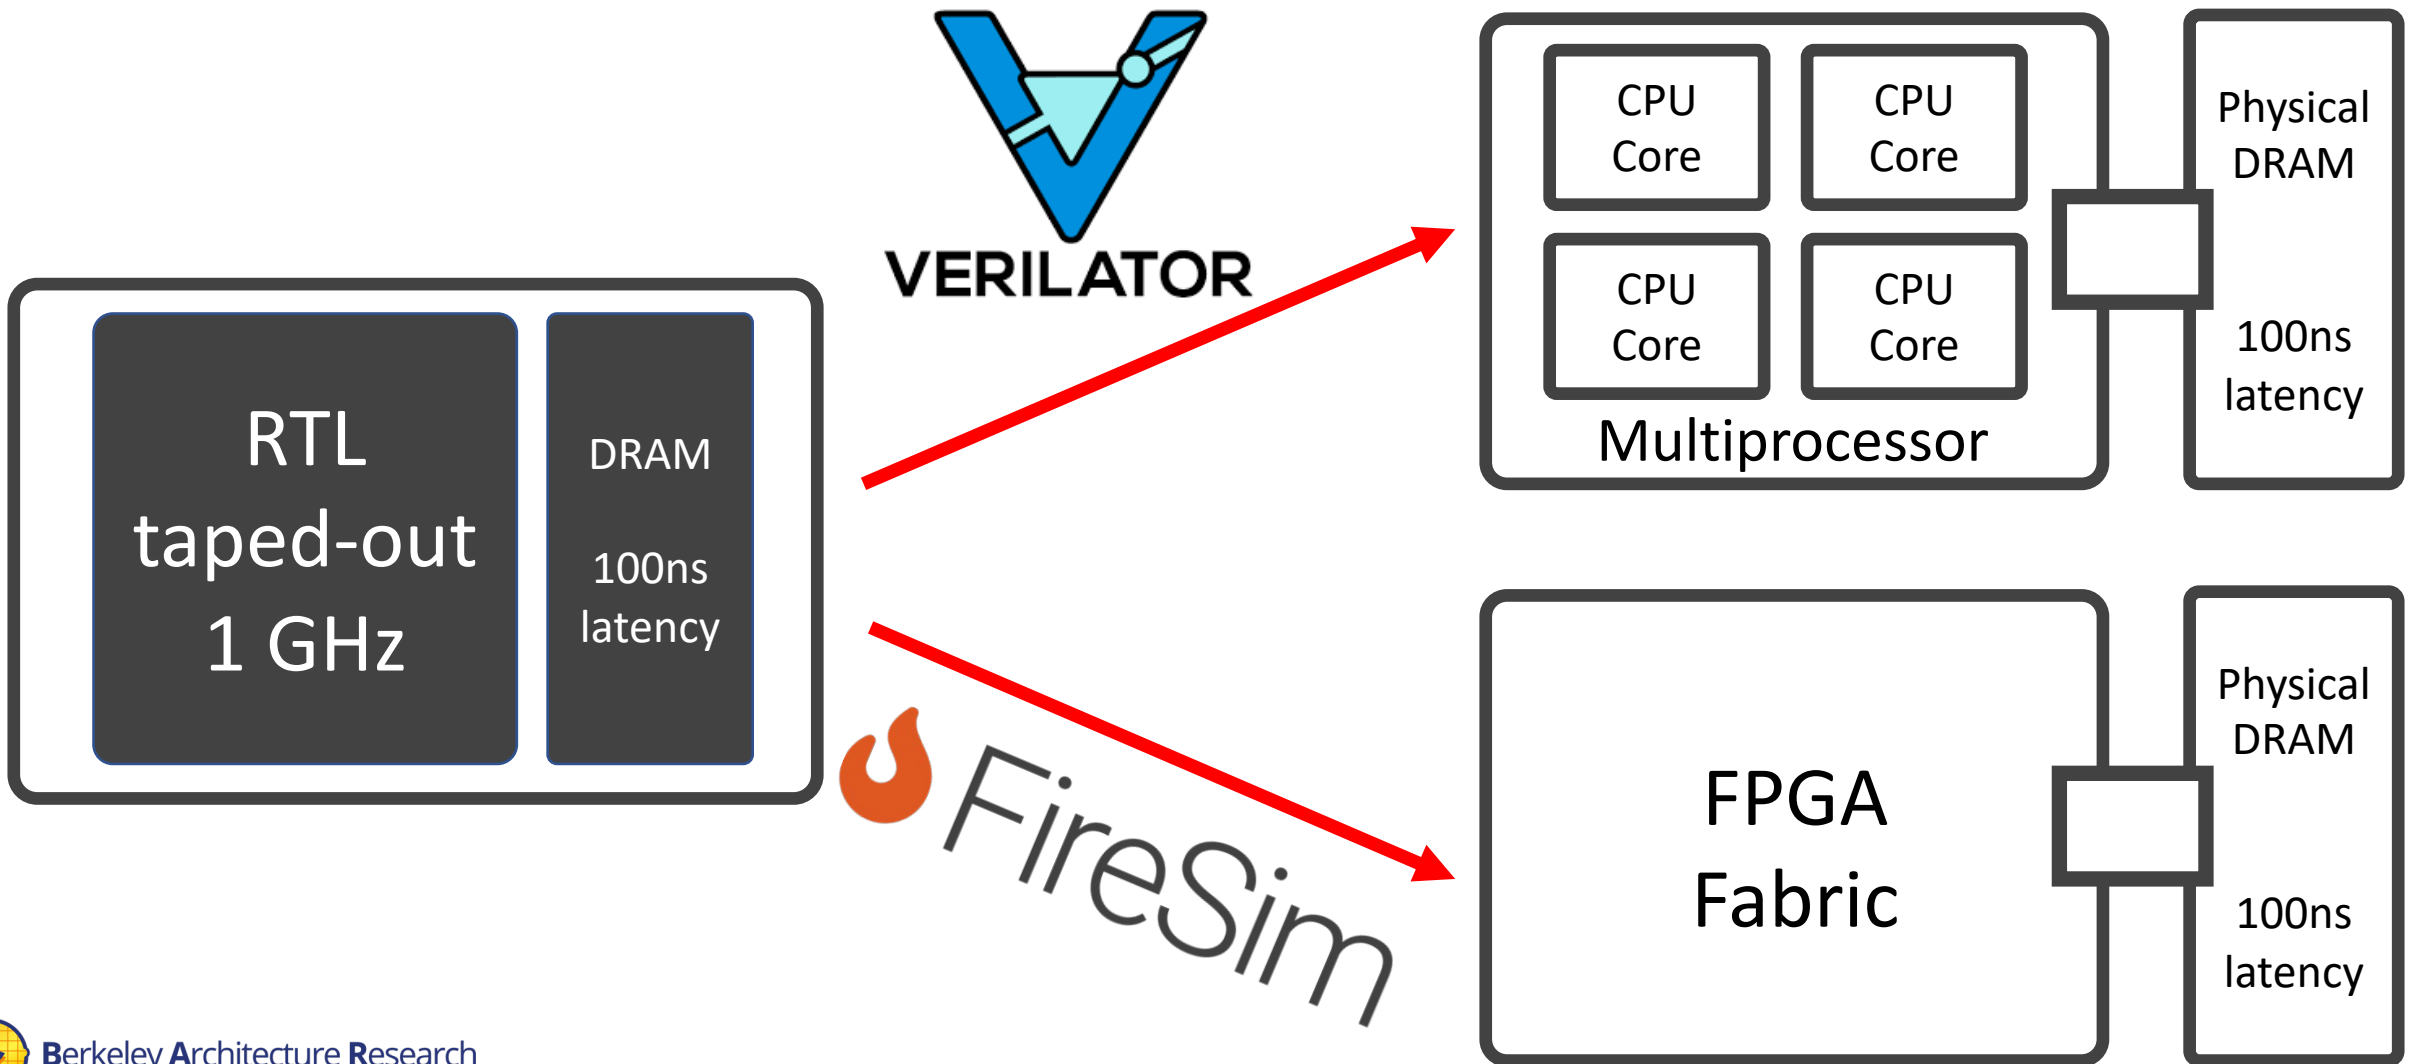 RTL
taped-out
1 GHz
DRAM
100ns
latency
VERILATOR
FireSim
CPU
Core
CPU
Core
CPU
Core
CPU
Core
Multiprocessor
Physical
DRAM
100ns
latency
FPGA
Fabric
Physical
DRAM
100ns
latency
Berkeley Architecture Research